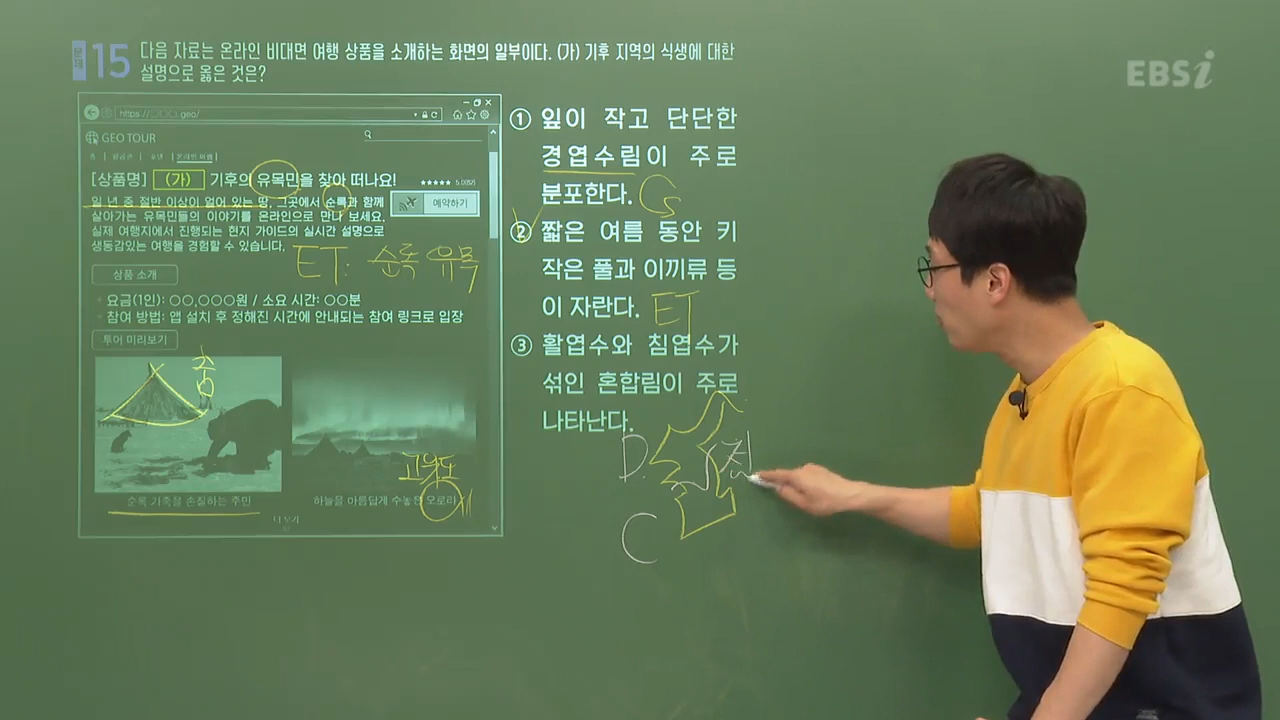 문제 15 다음 자료는 온라인 비대면 여행 상품을 소개하는 화면의 일부이다. (가) 기후 지역의 식생에 대한
설명으로 옳은 것은?
EBSi
https://○○○.geo/
GEO TOUR
[상품명] (가) 기후의 유목민을 찾아 떠나요!
★★★★★
일 년 중 절반 이상이 얼어 있는 땅, 그곳에서 순록과 함께
살아가는 유목민들의 이야기를 온라인으로 만나 보세요.
실제 여행지에서 진행되는 현지 가이드의 실시간 설명으로
생동감있는 여행을 경험할 수 있습니다.
예약하기
ET: 순록 유목
상품 소개
요금(1인): ○○,○○○원 / 소요 시간: ○○분
참여 방법: 앱 설치 후 정해진 시간에 안내되는 참여 링크로 입장
투어 미리보기
춤
고위도
순록 가죽을 손질하는 주민
하늘을 아름답게 수놓은 오로라
더 보기
① 잎이 작고 단단한
경엽수림이 주로
분포한다. Cs
② 짧은 여름 동안 키
작은 풀과 이끼류 등
이 자란다. ET
③ 활엽수와 침엽수가
섞인 혼합림이 주로
나타난다.
D.
침
C